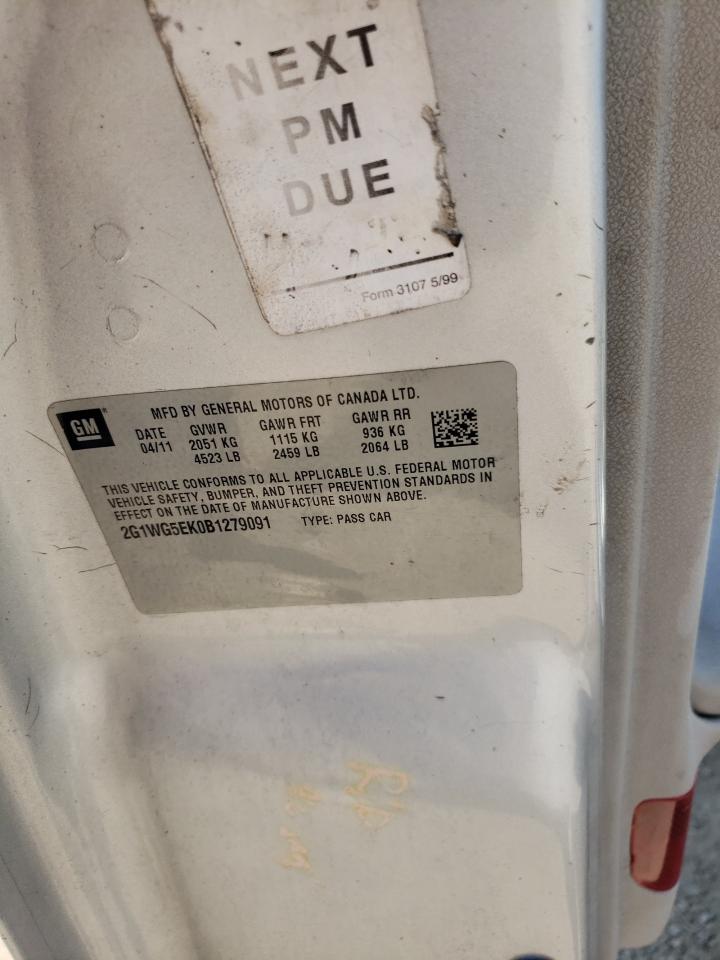 NEXT
PM
DUE
Form 3107 5/99
GM
MFD BY GENERAL MOTORS OF CANADA LTD.
DATE GVWR GAWR FRT GAWR RR
04/11 2051 KG 1115 KG 936 KG
4523 LB 2459 LB 2064 LB
THIS VEHICLE CONFORMS TO ALL APPLICABLE U.S. FEDERAL MOTOR
VEHICLE SAFETY, BUMPER, AND THEFT PREVENTION STANDARDS IN
EFFECT ON THE DATE OF MANUFACTURE SHOWN ABOVE.
2G1WG5EK0B1279091 TYPE: PASS CAR